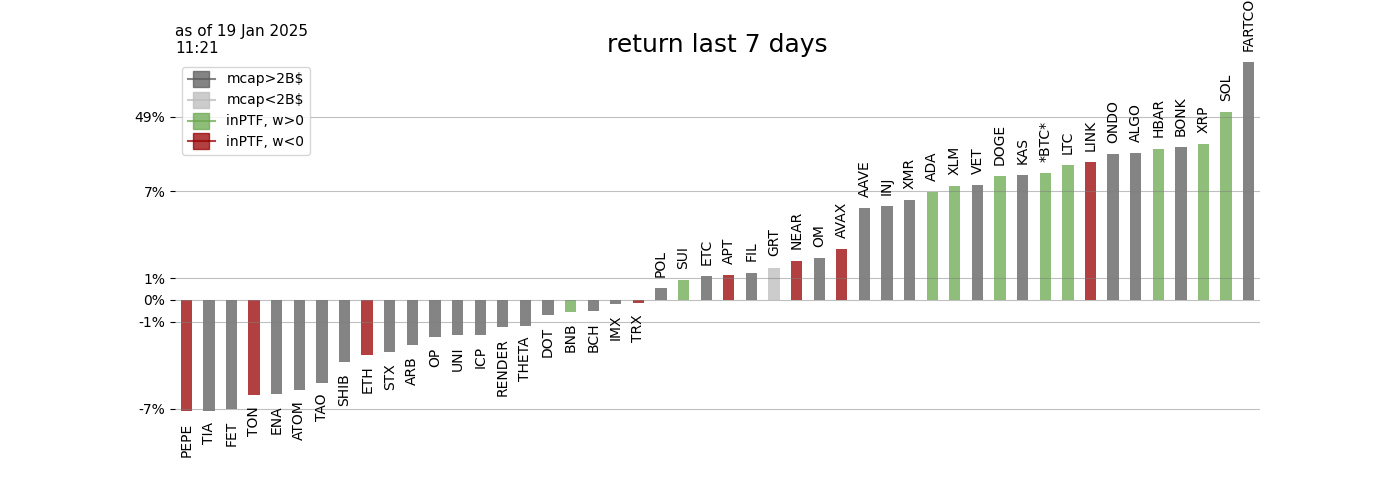 as of 19 Jan 2025
11:21
return last 7 days
mcap>2B$
mcap<2B$
inPTF, w>0
inPTF, w<0
49%
7%
1%
0%
-1%
-7%
PEPE
TIA
FET
TON
ENA
ATOM
TAO
SHIB
ETH
STX
ARB
OP
UNI
ICP
RENDER
THETA
DOT
BNB
BCH
IMX
TRX
POL
SUI
ETC
APT
FIL
GRT
NEAR
OM
AVAX
AAVE
INJ
XMR
ADA
XLM
VET
DOGE
KAS
*BTC*
LTC
LINK
ONDO
ALGO
HBAR
BONK
XRP
SOL
FARTCO